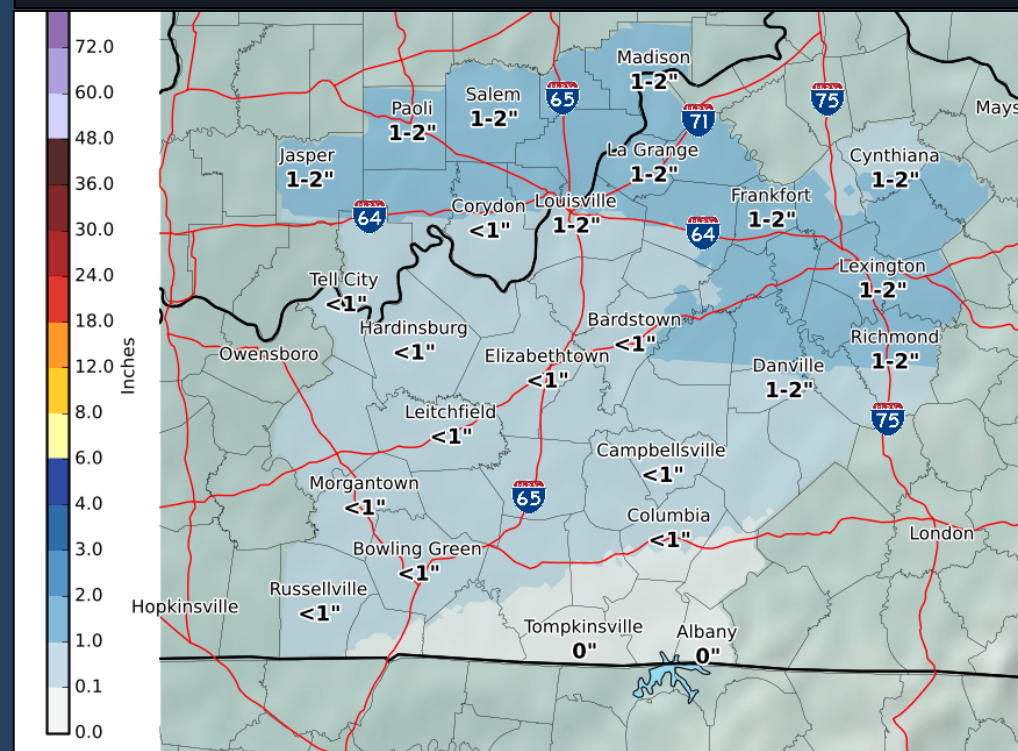 72.0
60.0
48.0
36.0
30.0
24.0
18.0
12.0
8.0
6.0
4.0
3.0
2.0
1.0
0.1
0.0
Inches
Madison
1-2"
65
75
71
Mays
Salem
1-2"
Paoli
1-2"
Jasper
1-2"
La Grange
1-2"
Cynthiana
1-2"
64
Corydon
<1"
Louisville
1-2"
Frankfort
1-2"
64
Tell City
<1"
Lexington
1-2"
Hardinsburg
<1"
Bardstown
<1"
Owensboro
Elizabethtown
<1"
Richmond
1-2"
Danville
1-2"
75
Leitchfield
<1"
Campbellsville
<1"
Morgantown
<1"
65
Columbia
<1"
London
Bowling Green
<1"
Russellville
<1"
Hopkinsville
Tompkinsville
0"
Albany
0"